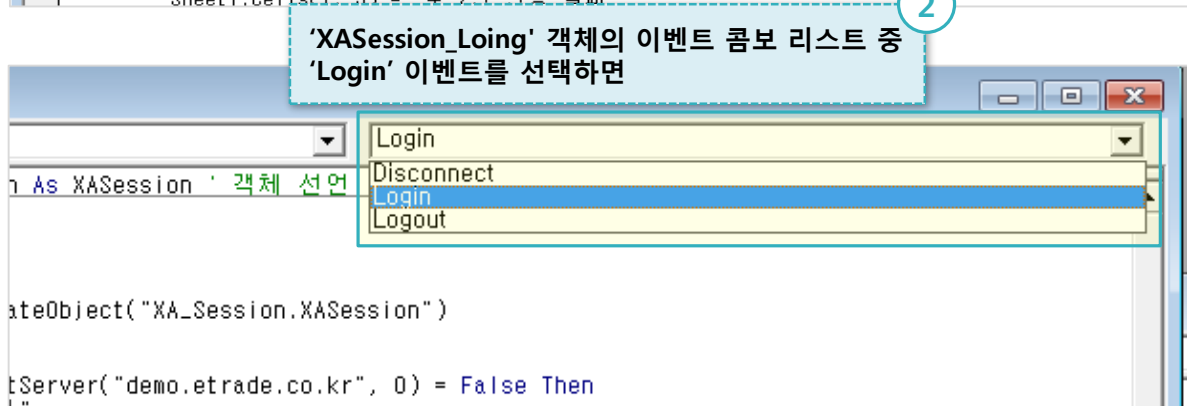 2
‘XASession_Loing' 객체의 이벤트 콤보 리스트 중
‘Login’ 이벤트를 선택하면
Login
As XASession ' 객체 선언
Disconnect
Login
Logout
ateObject("XA_Session.XASession")
tServer("demo.etrade.co.kr", 0) = False Then